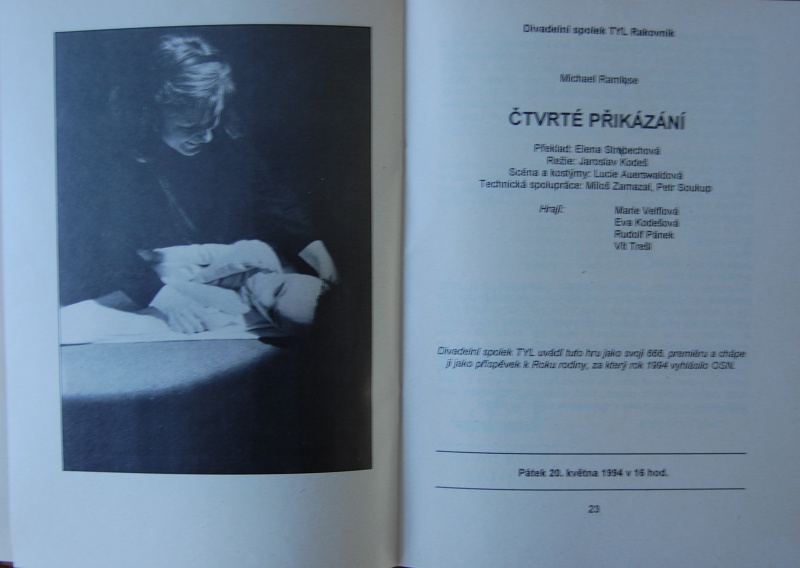 Divadelní spolek TYL Rakovník
Michael Ramløse
ČTVRTÉ PŘIKÁZÁNÍ
Překlad: Elena Strupechová
Režie: Jaroslav Kodeš
Scéna a kostýmy: Lucie Auerswaldová
Technická spolupráce: Miloš Zamazal, Petr Soukup
Hrají: Marie
Eva Kodešová
Rudolf Pánek
Vít Trešl
Divadelní spolek TYL uvádí tuto hru jako svoji 666. premiéru a chápe
ji jako příspěvek k Roku rodiny, za který rok 1994 vyhlásilo OSN.
Pátek 20. května 1994 v 16 hod.
23